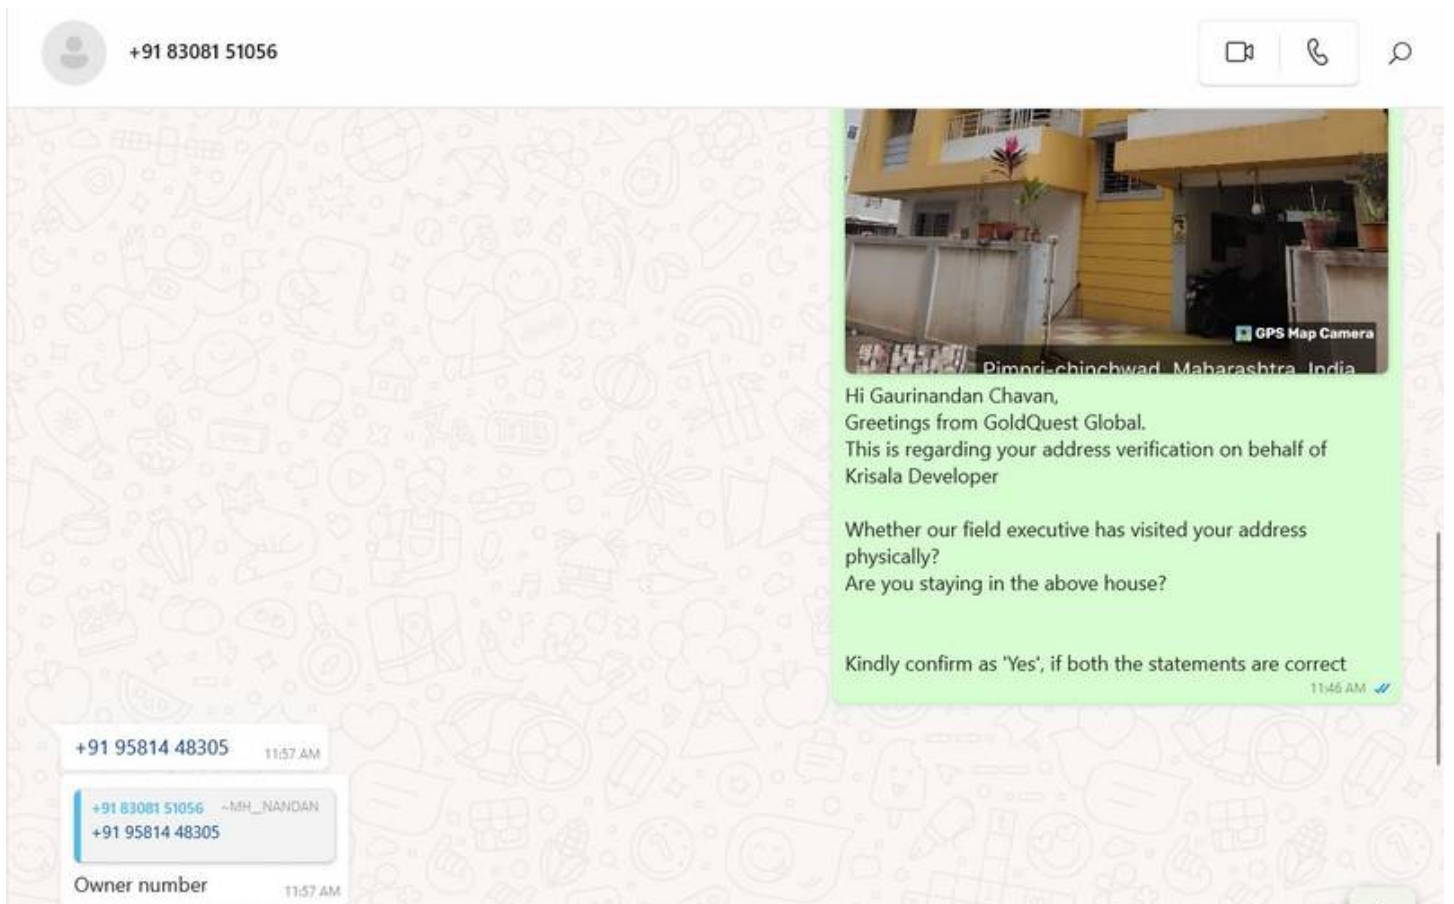 +91 83081 51056
GPS Map Camera
Pimpri-chinchwad, Maharashtra, India
Hi Gaurinandan Chavan,
Greetings from GoldQuest Global.
This is regarding your address verification on behalf of
Krisala Developer
Whether our field executive has visited your address
physically?
Are you staying in the above house?
Kindly confirm as 'Yes', if both the statements are correct
11:46 AM
+91 95814 48305
11:57 AM
+91 83081 51056 ~MH_NANDAN
+91 95814 48305
Owner number
11:57 AM